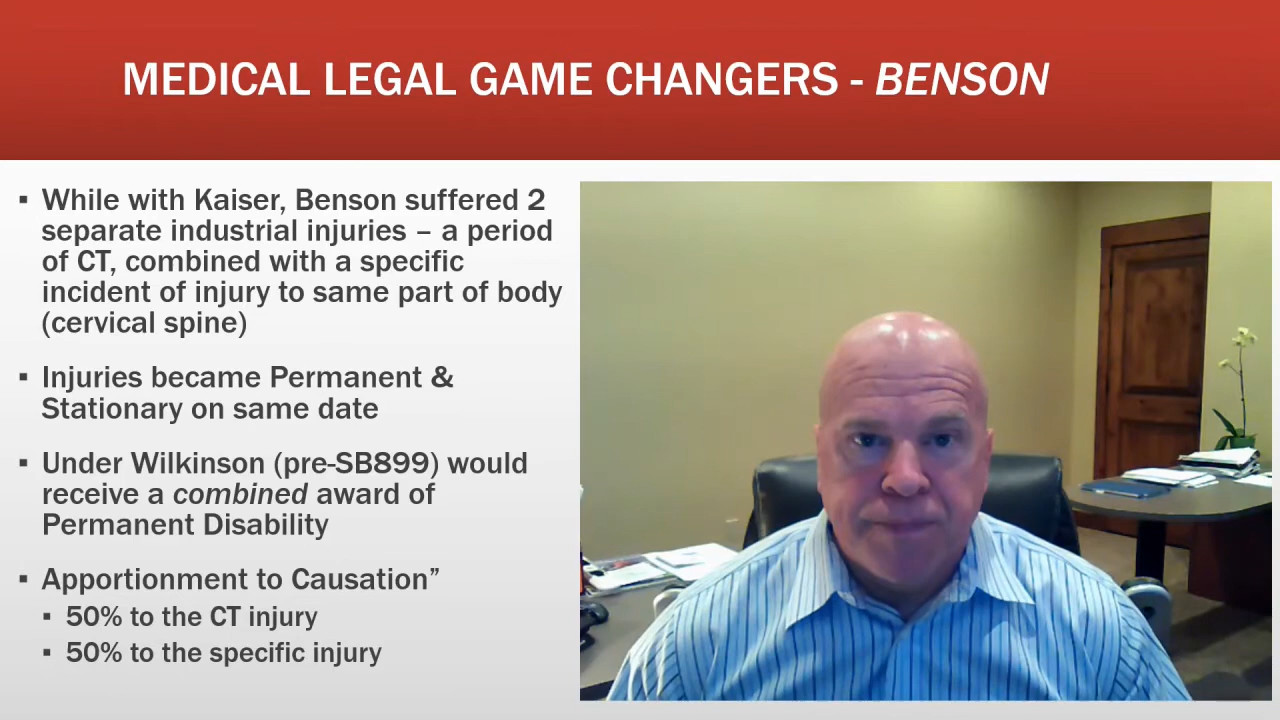 MEDICAL LEGAL GAME CHANGERS - BENSON
▪ While with Kaiser, Benson suffered 2
separate industrial injuries – a period
of CT, combined with a specific
incident of injury to same part of body
(cervical spine)
▪ Injuries became Permanent &
Stationary on same date
▪ Under Wilkinson (pre-SB899) would
receive a combined award of
Permanent Disability
▪ Apportionment to Causation”
▪ 50% to the CT injury
▪ 50% to the specific injury